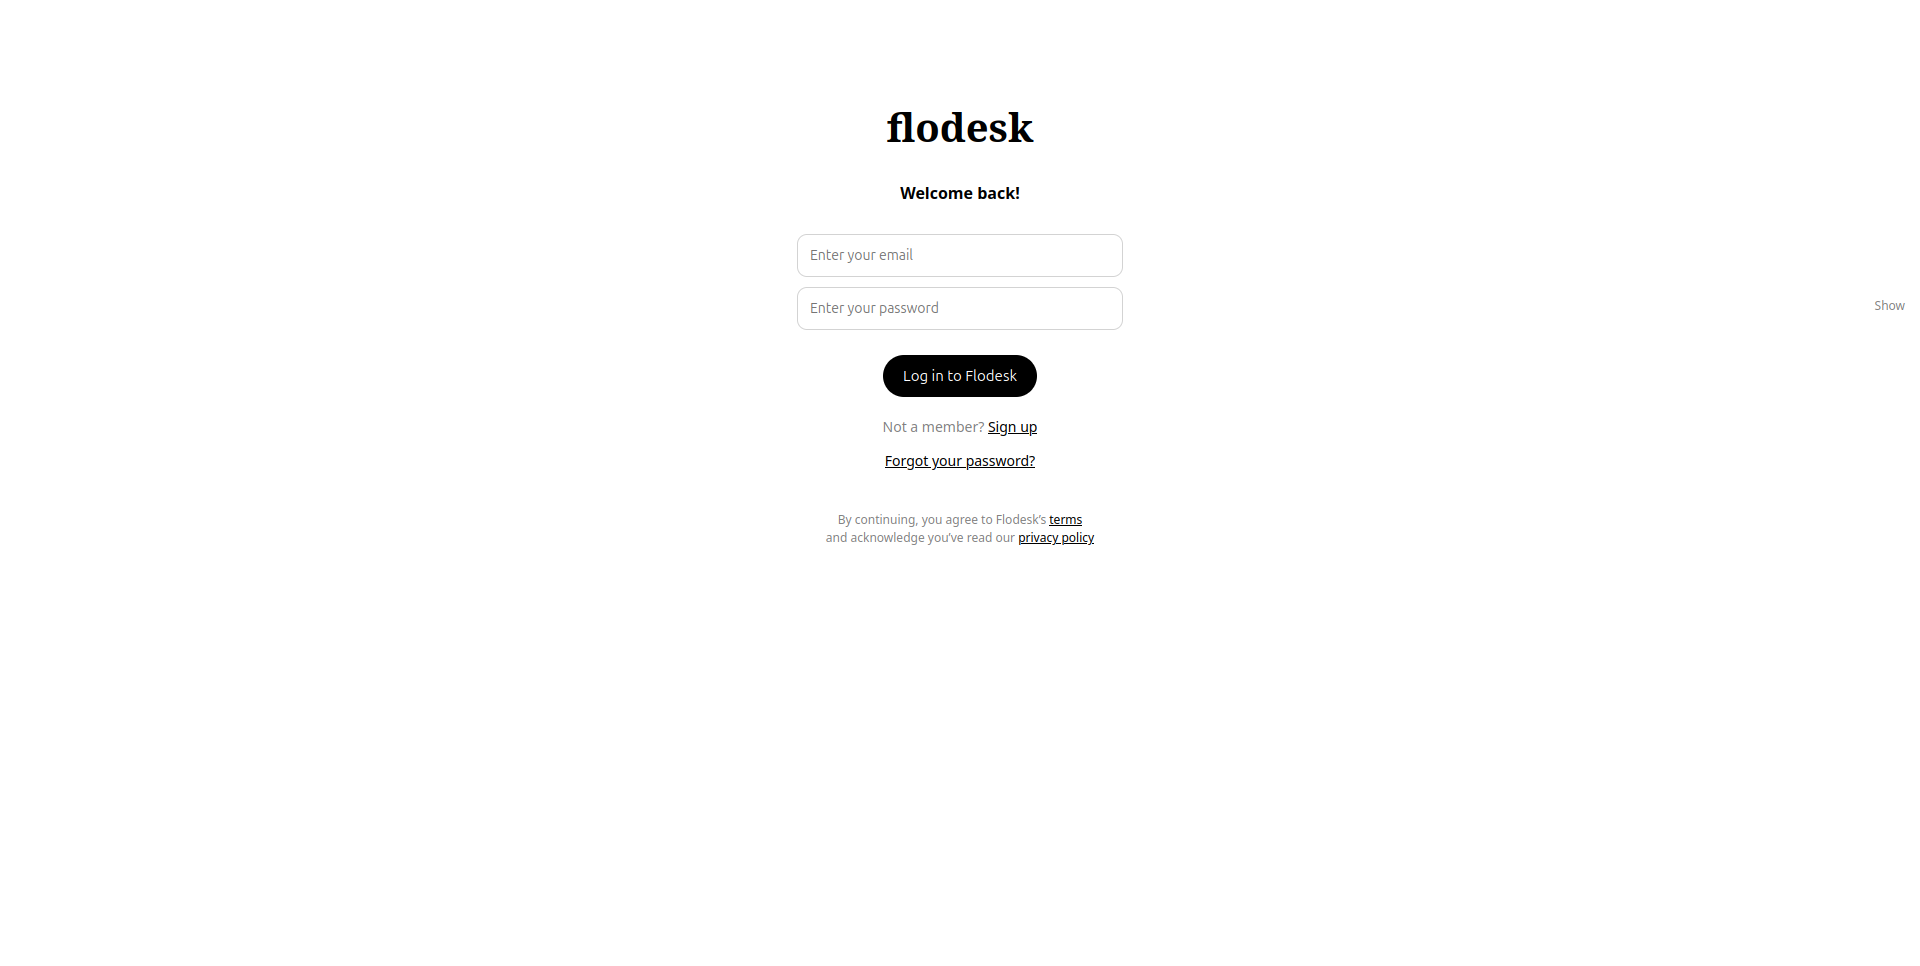 flodesk
Welcome back!
Enter your email
Enter your password
Show
Log in to Flodesk
Not a member? Sign up
Forgot your password?
By continuing, you agree to Flodesk’s terms
and acknowledge you’ve read our privacy policy